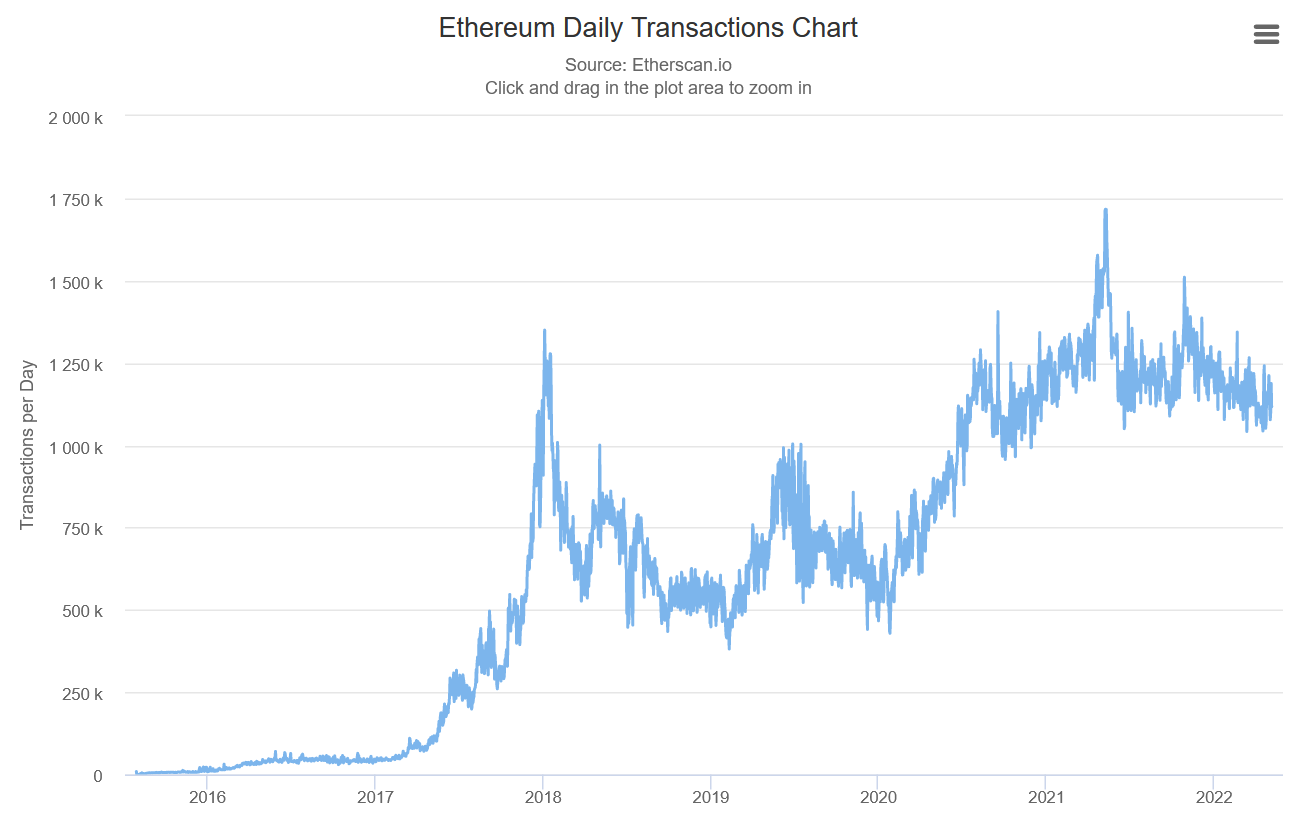 Ethereum Daily Transactions Chart
Source: Etherscan.io
Click and drag in the plot area to zoom in
Transactions per Day
2 000 k
1 750 k
1 500 k
1 250 k
1 000 k
750 k
500 k
250 k
0
2016 2017 2018 2019 2020 2021 2022